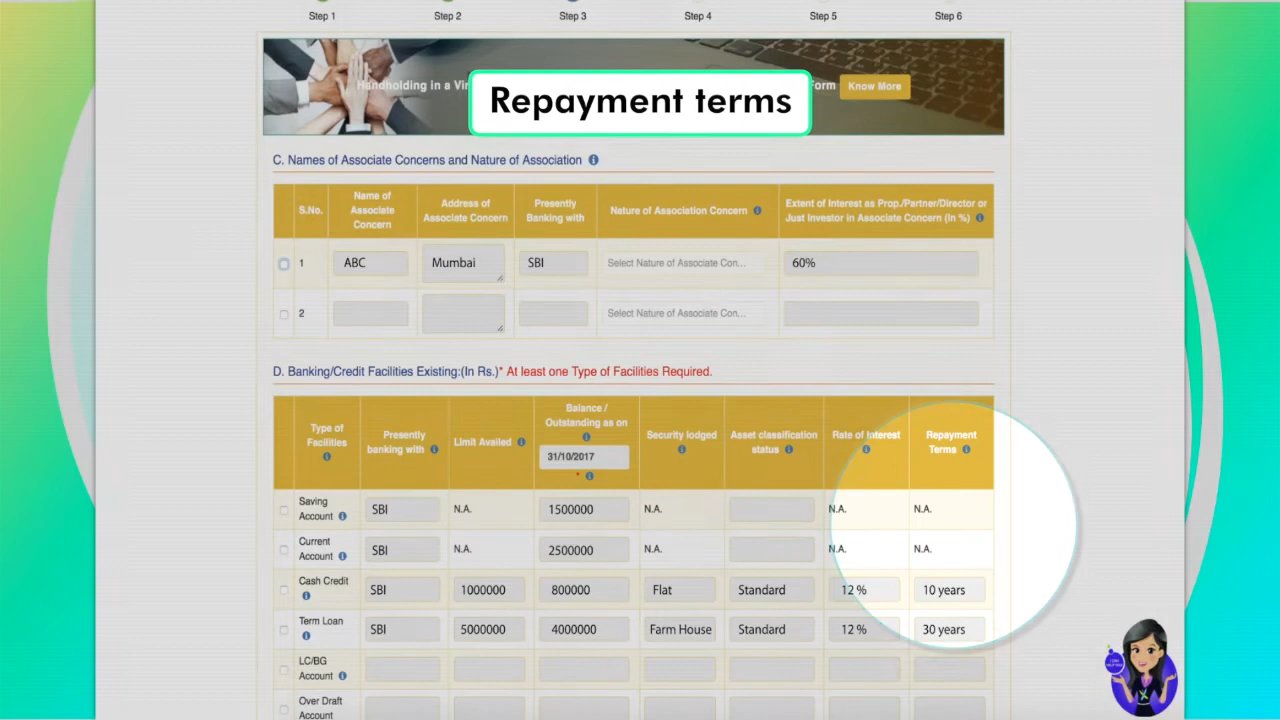 Step 1 Step 2 Step 3 Step 4 Step 5 Step 6
Handholding in a Vir
Form Know More
Repayment terms
C. Names of Associate Concerns and Nature of Association
S.No. Name of Associate Concern Address of Associate Concern Presently Banking with Nature of Association Concern Extent of Interest as Prop./Partner/Director or Just Investor in Associate Concern (In %)
1 ABC Mumbai SBI Select Nature of Associate Con... 60%
2 Select Nature of Associate Con...
D. Banking/Credit Facilities Existing:(In Rs.)* At least one Type of Facilities Required.
Type of Facilities Presently banking with Limit Availed Balance / Outstanding as on 31/10/2017 * Security lodged Asset classification status Rate of Interest Repayment Terms
Saving Account SBI N.A. 1500000 N.A. N.A. N.A.
Current Account SBI N.A. 2500000 N.A. N.A. N.A.
Cash Credit SBI 1000000 800000 Flat Standard 12 % 10 years
Term Loan SBI 5000000 4000000 Farm House Standard 12 % 30 years
LC/BG Account
Over Draft Account